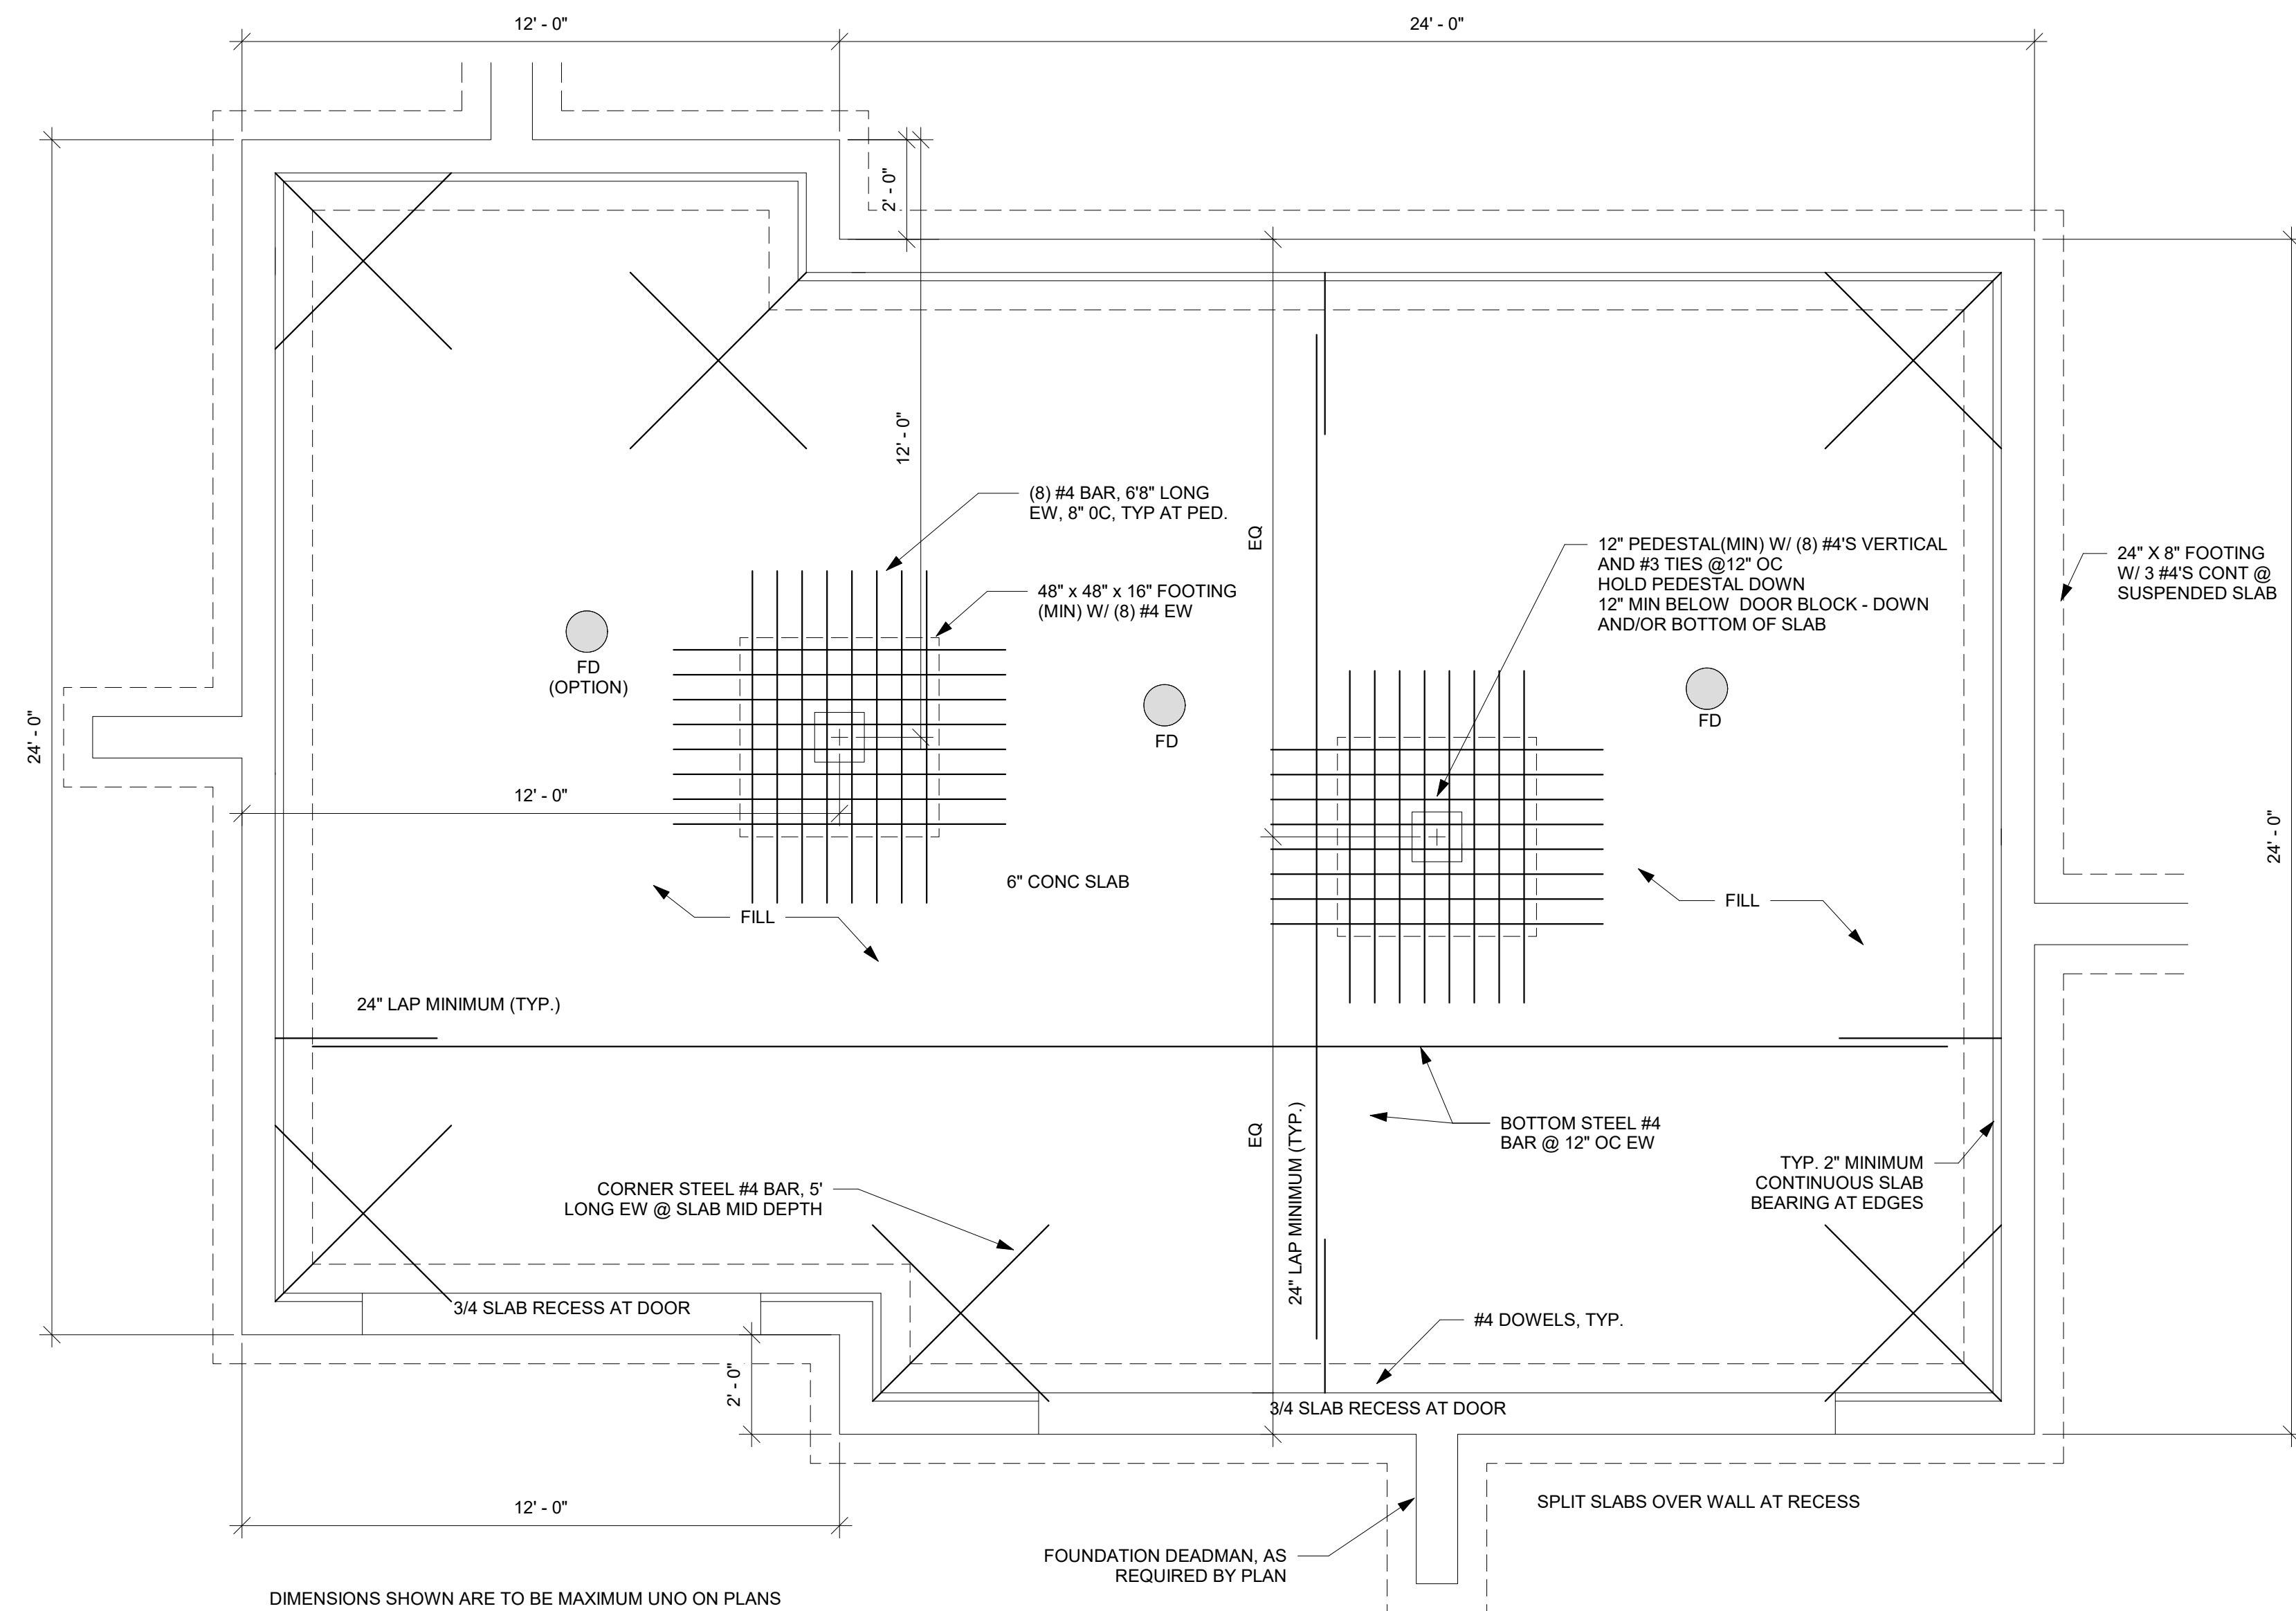 12' - 0"
24' - 0"
2' - 0"
12' - 0"
(8) #4 BAR, 6'8" LONG
EW, 8" 0C, TYP AT PED.
EQ
12" PEDESTAL(MIN) W/ (8) #4'S VERTICAL
AND #3 TIES @12" OC
HOLD PEDESTAL DOWN
12" MIN BELOW DOOR BLOCK - DOWN
AND/OR BOTTOM OF SLAB
24" X 8" FOOTING
W/ 3 #4'S CONT @
SUSPENDED SLAB
48" x 48" x 16" FOOTING
(MIN) W/ (8) #4 EW
FD
(OPTION)
FD
FD
24' - 0"
12' - 0"
24' - 0"
6" CONC SLAB
FILL
FILL
24" LAP MINIMUM (TYP.)
EQ
24" LAP MINIMUM (TYP.)
BOTTOM STEEL #4
BAR @ 12" OC EW
TYP. 2" MINIMUM
CONTINUOUS SLAB
BEARING AT EDGES
CORNER STEEL #4 BAR, 5'
LONG EW @ SLAB MID DEPTH
3/4 SLAB RECESS AT DOOR
#4 DOWELS, TYP.
2' - 0"
3/4 SLAB RECESS AT DOOR
12' - 0"
SPLIT SLABS OVER WALL AT RECESS
FOUNDATION DEADMAN, AS
REQUIRED BY PLAN
DIMENSIONS SHOWN ARE TO BE MAXIMUM UNO ON PLANS